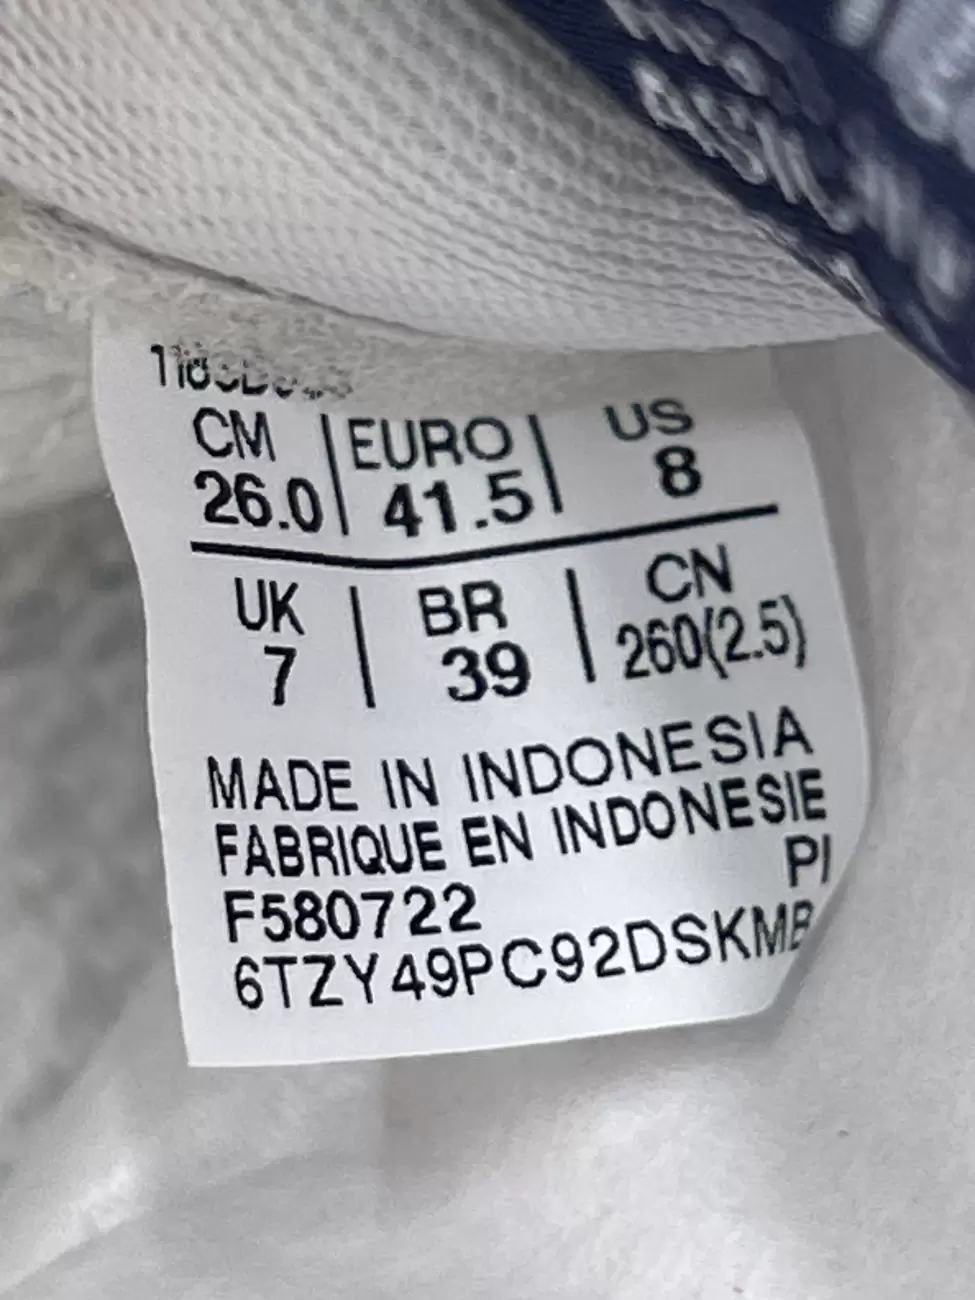 CM | EURO | US
26.0 | 41.5 | 8
UK | BR | CN
7 | 39 | 260(2.5)
MADE IN INDONESIA
FABRIQUE EN INDONESIE
PI
F580722
6TZY49PC92DSKMB